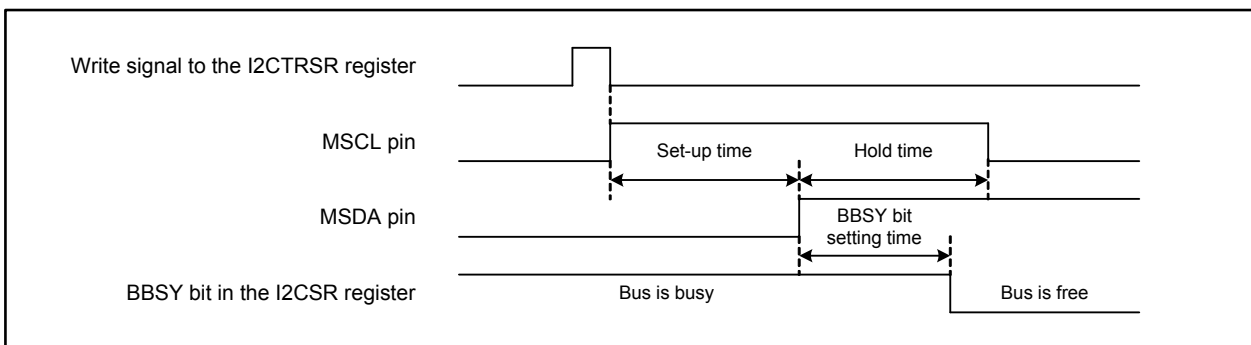 Write signal to the I2CTRSR register
MSCL pin
Set-up time
Hold time
MSDA pin
BBSY bit
setting time
BBSY bit in the I2CSR register
Bus is busy
Bus is free